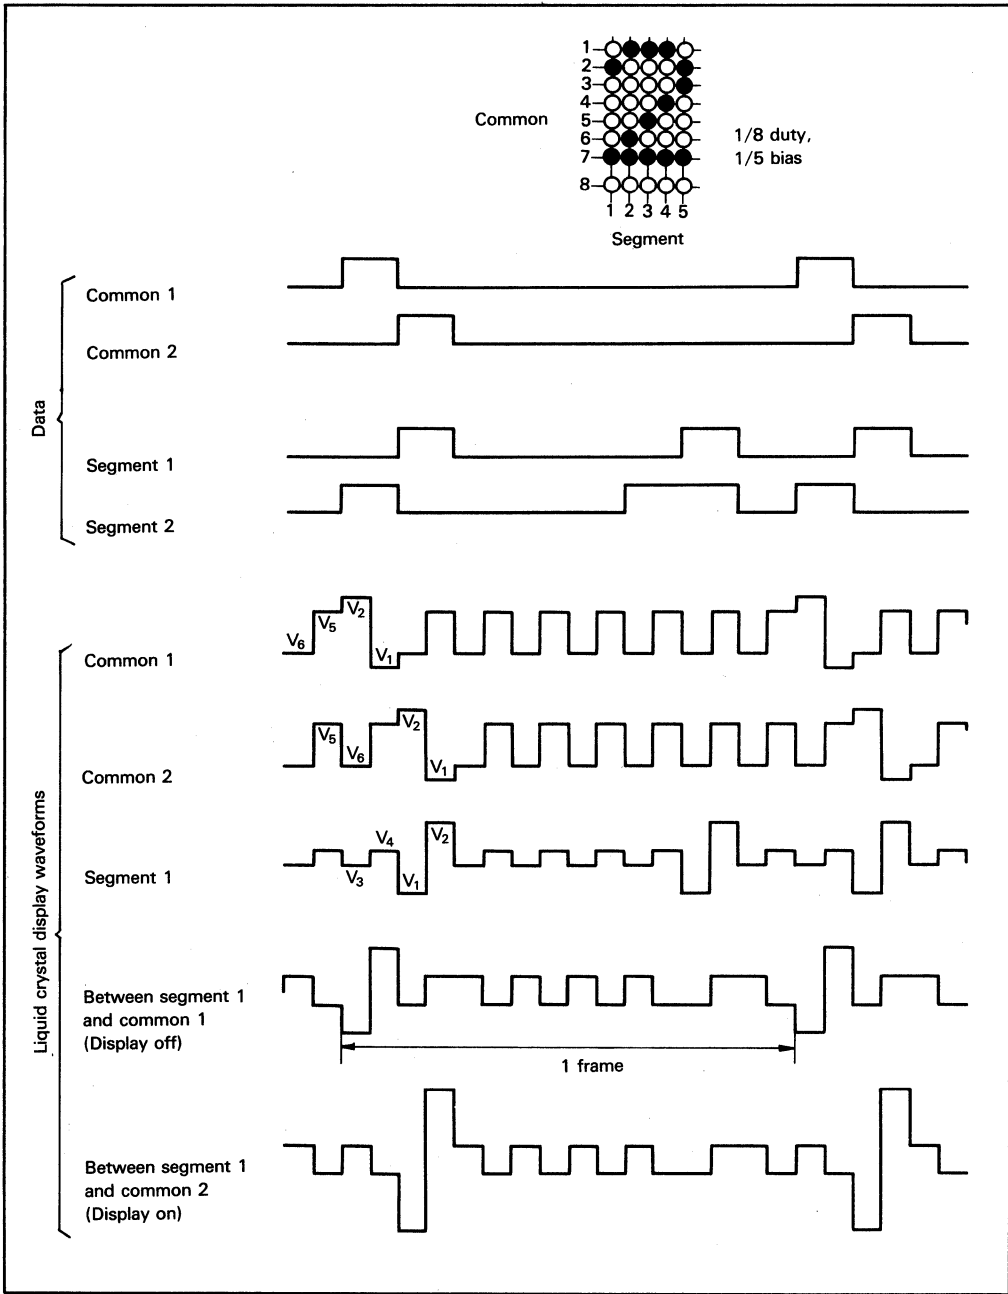 Common
1
2
3
4
5
6
7
8
1 2 3 4 5
Segment
1/8 duty,
1/5 bias
Data
Common 1
Common 2
Segment 1
Segment 2
Liquid crystal display waveforms
Common 1
V6
V5
V2
V1
Common 2
V5
V6
V2
V1
Segment 1
V3
V4
V1
V2
Between segment 1
and common 1
(Display off)
1 frame
Between segment 1
and common 2
(Display on)